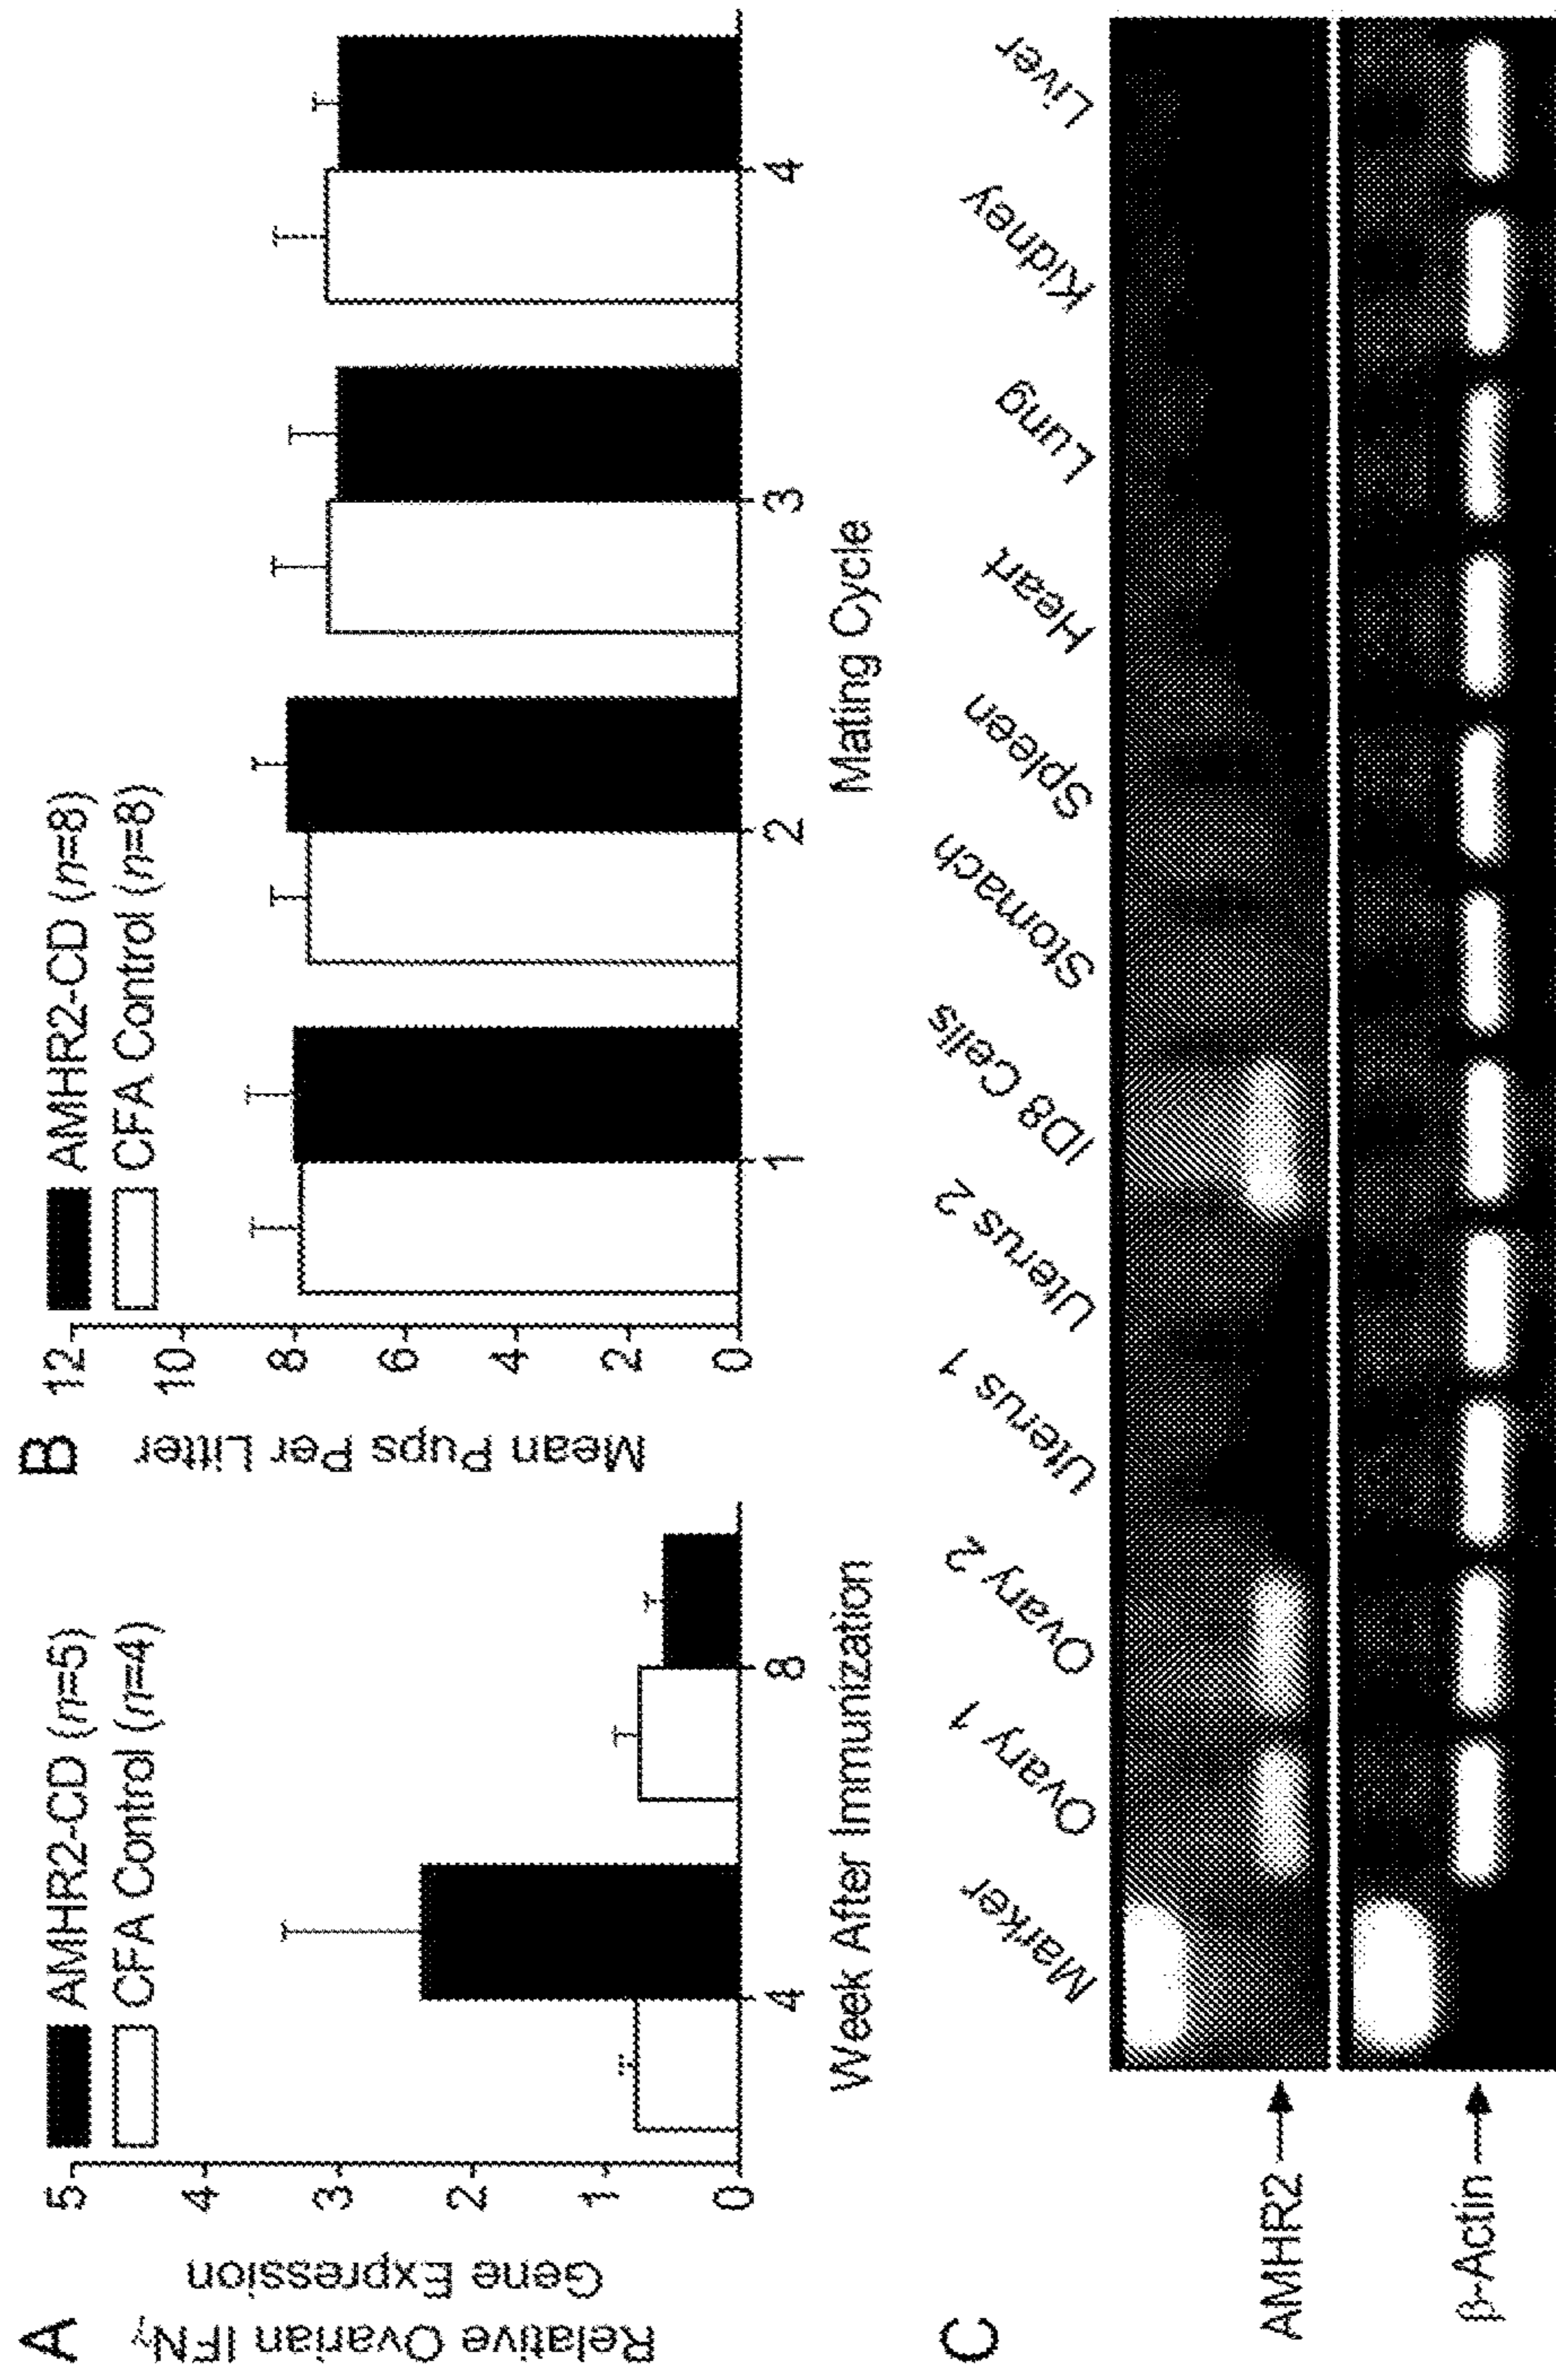 A
Relative Ovarian IFNγ
Gene Expression
5
4
3
2
1
0
AMHR2-CD (n=5)
CFA Control (n=4)
4
8
Week After Immunization
B
Mean Pups Per Litter
12
10
8
6
4
2
0
AMHR2-CD (n=8)
CFA Control (n=8)
1
2
3
4
Mating Cycle
C
Marker
Ovary 1
Ovary 2
Uterus 1
Uterus 2
ID8 Cells
Stomach
Spleen
Heart
Lung
Kidney
Liver
AMHR2
β-Actin